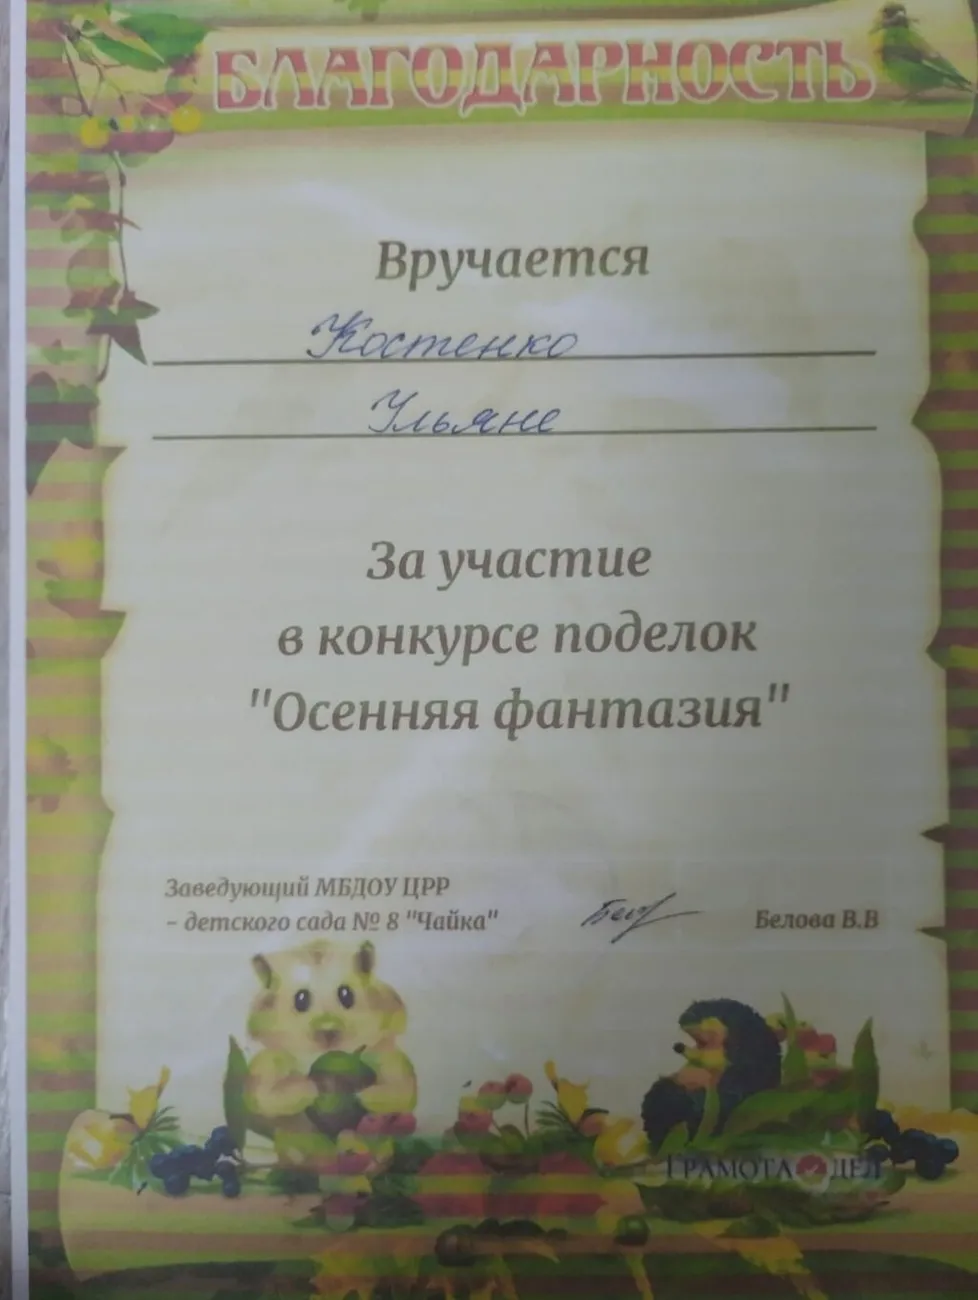 БЛАГОДАРНОСТЬ
Вручается
Костенко
Ульяне
За участие
в конкурсе поделок
"Осенняя фантазия"
Заведующий МБДОУ ЦРР
– детского сада № 8 "Чайка"
Белова В.В
ГРАМОТА ДЕЛ